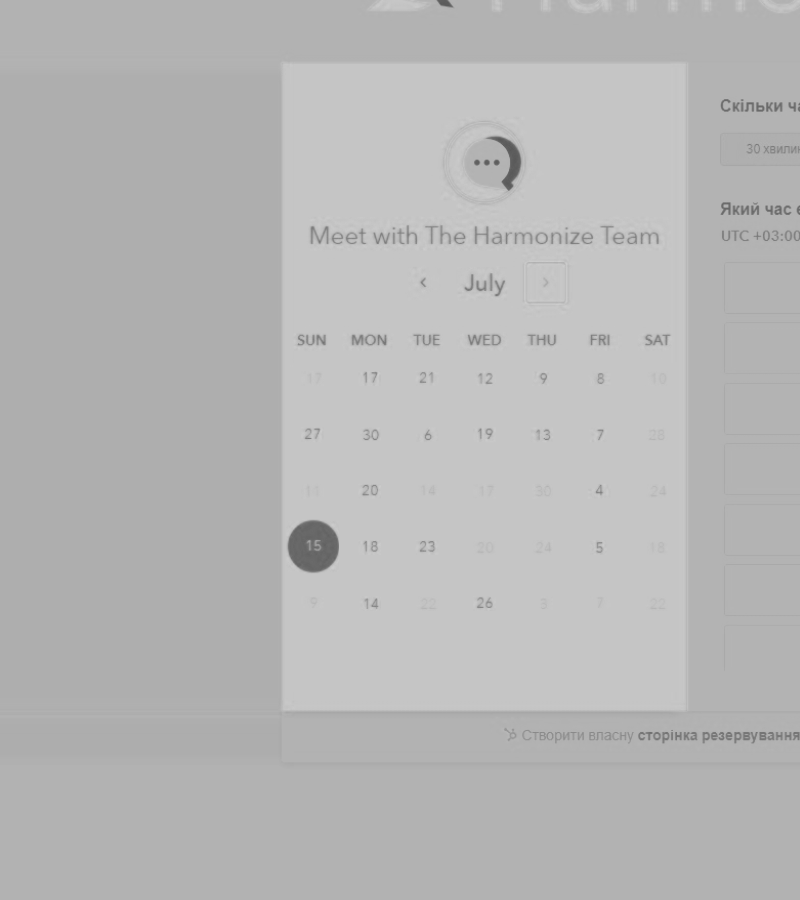 Harmo
Meet with The Harmonize Team
July
SUN MON TUE WED THU FRI SAT
17 17 21 12 9 8 10
27 30 6 19 13 7 28
11 20 14 17 30 4 24
15 18 23 20 24 5 18
9 14 22 26 3 7 22
Скільки ча
30 хвилин
Який час є
UTC +03:00
Створити власну сторінка резервування